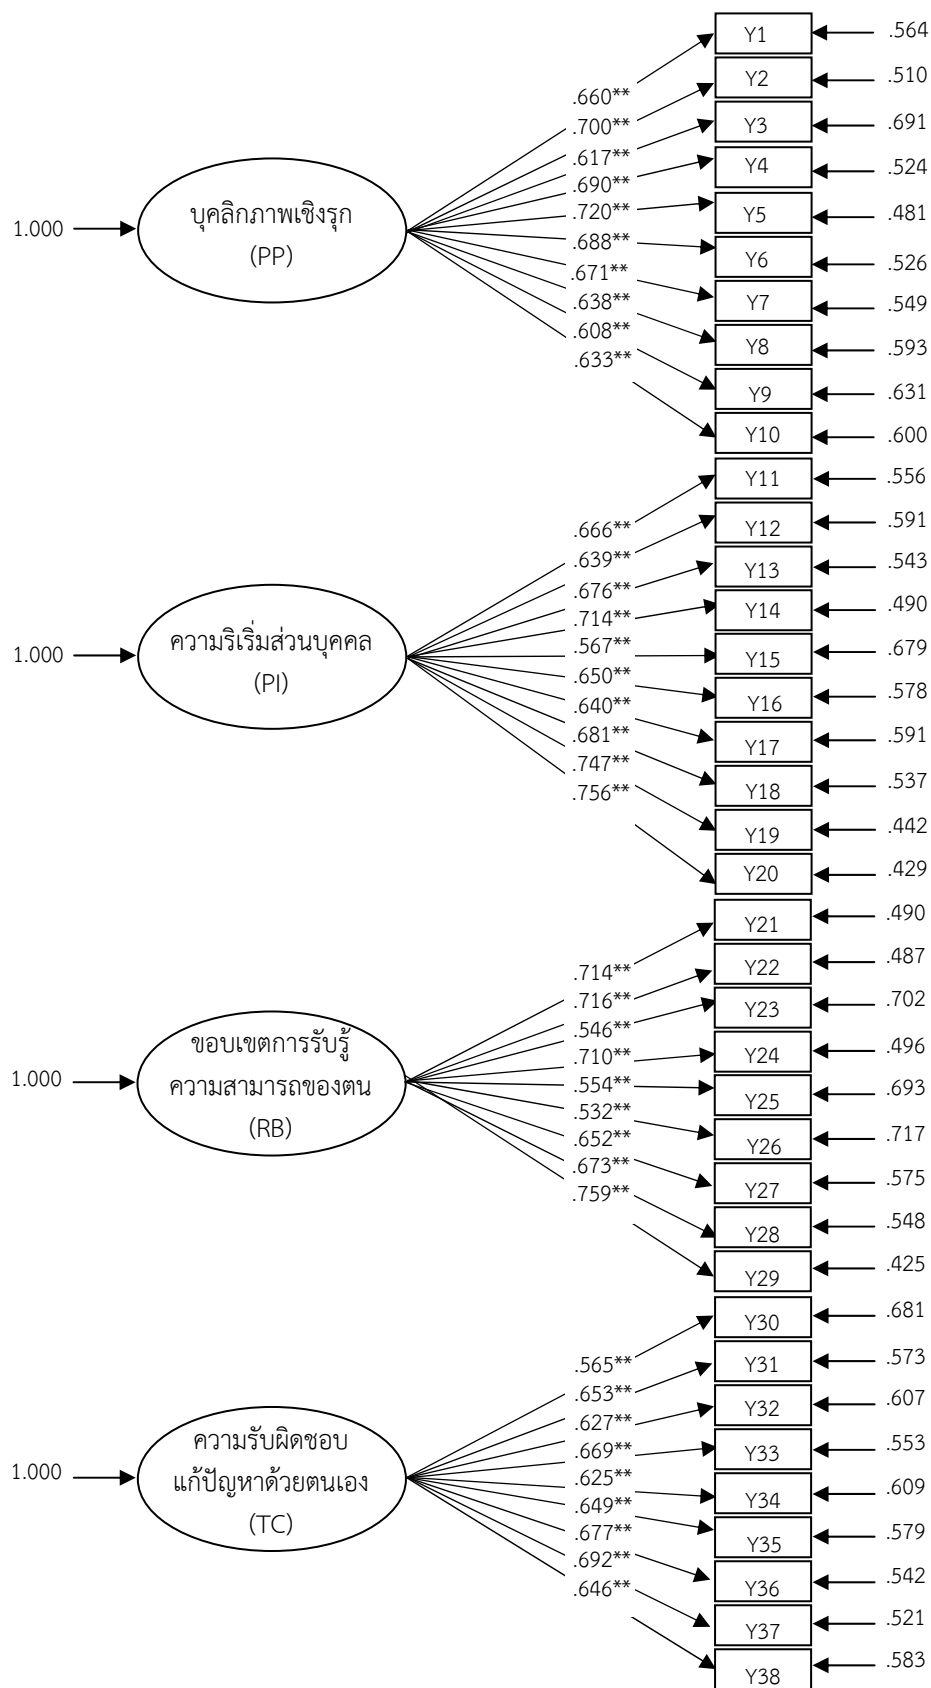 Y1
.564
Y2
.510
.660**
.700**
Y3
.691
.617**
Y4
.524
.690**
1.000
บุคลิกภาพเชิงรุก
(PP)
.720**
Y5
.481
.688**
Y6
.526
.671**
Y7
.549
.638**
.608**
Y8
.593
.633**
Y9
.631
Y10
.600
Y11
.556
.666**
Y12
.591
.639**
Y13
.543
.676**
Y14
.490
.714**
1.000
ความริเริ่มส่วนบุคคล
(PI)
.567**
Y15
.679
.650**
Y16
.578
.640**
Y17
.591
.681**
.747**
Y18
.537
.756**
Y19
.442
Y20
.429
Y21
.490
.714**
Y22
.487
.716**
Y23
.702
.546**
1.000
ขอบเขตการรับรู้
ความสามารถของตน
(RB)
.710**
Y24
.496
.554**
Y25
.693
.532**
Y26
.717
.652**
.673**
Y27
.575
.759**
Y28
.548
Y29
.425
Y30
.681
.565**
Y31
.573
.653**
Y32
.607
.627**
1.000
ความรับผิดชอบ
แก้ปัญหาด้วยตนเอง
(TC)
.669**
Y33
.553
.625**
Y34
.609
.649**
Y35
.579
.677**
.692**
Y36
.542
.646**
Y37
.521
Y38
.583